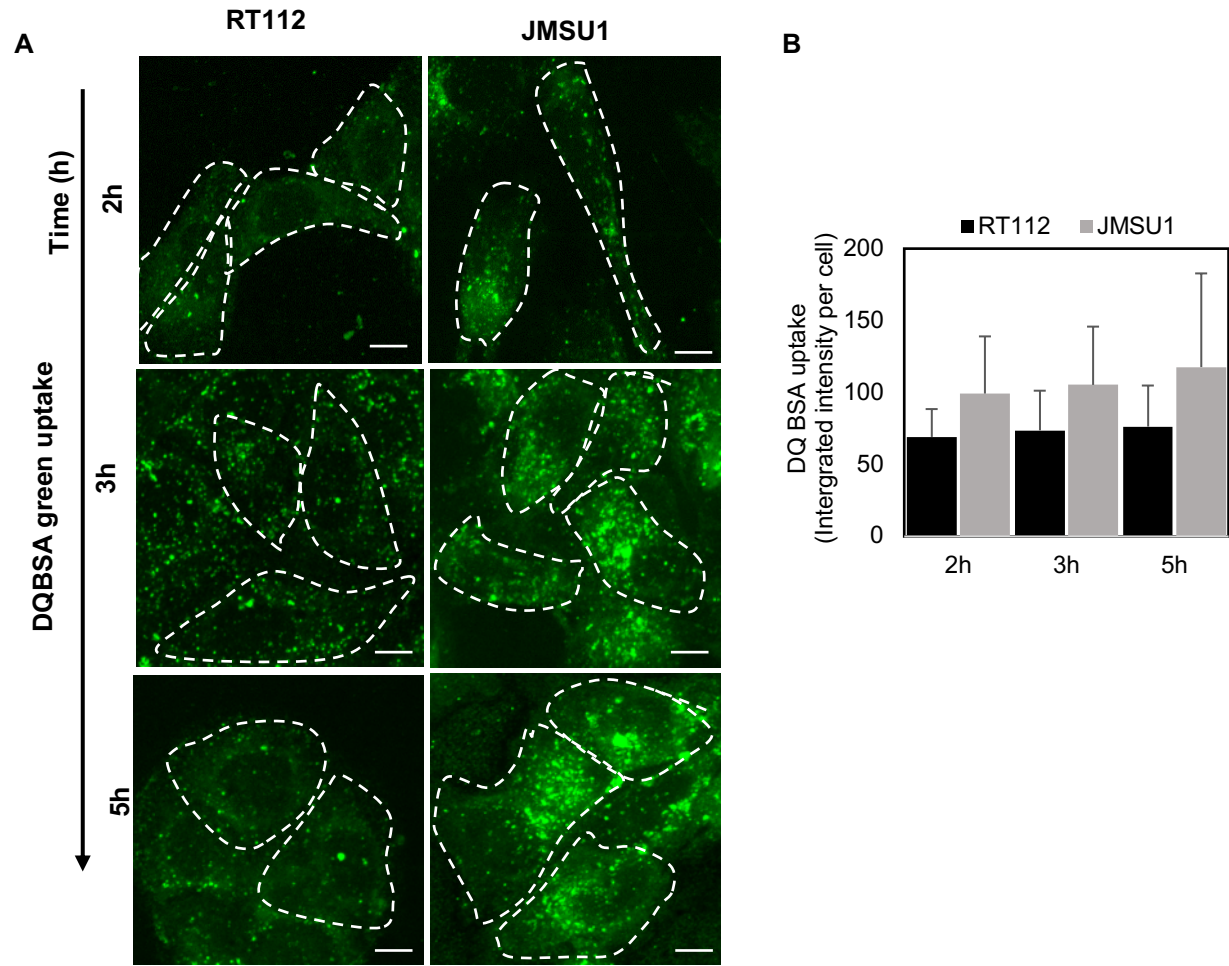 A
RT112
JMSU1
B
Time (h)
DQBSA green uptake
2h
3h
5h
RT112 JMSU1
DQ BSA uptake
(Intergrated intensity per cell)
200
150
100
50
0
2h 3h 5h